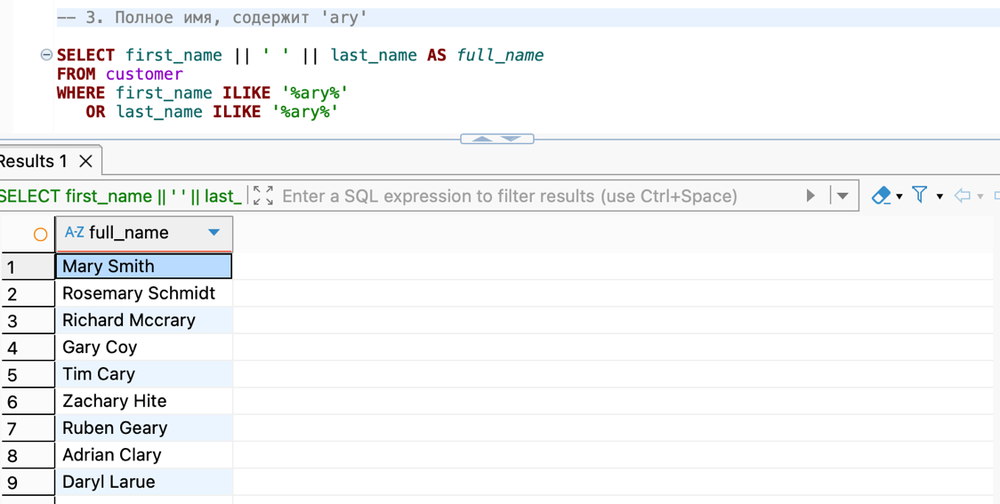 -- 3. Полное имя, содержит 'ary'
SELECT first_name || ' ' || last_name AS full_name
FROM customer
WHERE first_name ILIKE '%ary%'
OR last_name ILIKE '%ary%'
Results 1
SELECT first_name || ' ' || last_
Enter a SQL expression to filter results (use Ctrl+Space)
A-Z full_name
1 Mary Smith
2 Rosemary Schmidt
3 Richard Mccrary
4 Gary Coy
5 Tim Cary
6 Zachary Hite
7 Ruben Geary
8 Adrian Clary
9 Daryl Larue